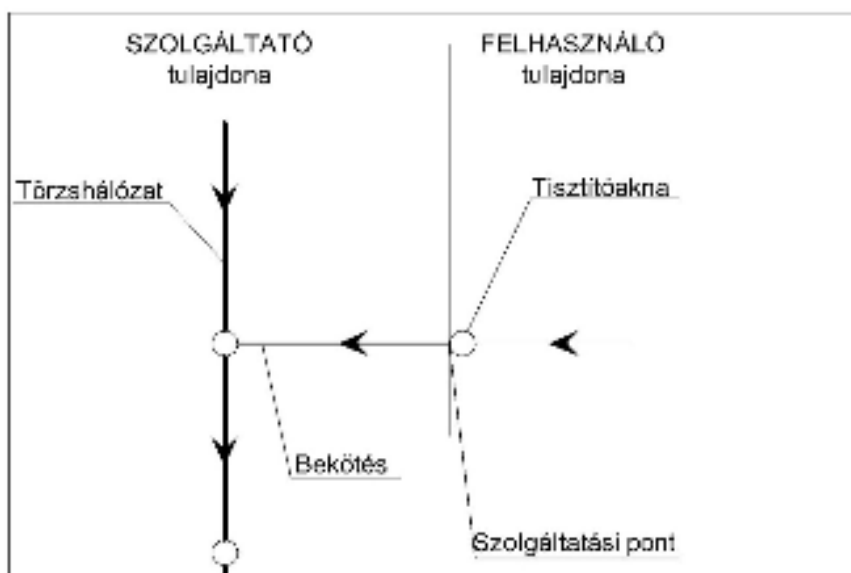 SZOLGÁLTATÓ
tulajdona
FELHASZNÁLÓ
tulajdona
Törzshálózat
Tisztítóakna
Bekötés
Szolgáltatási pont